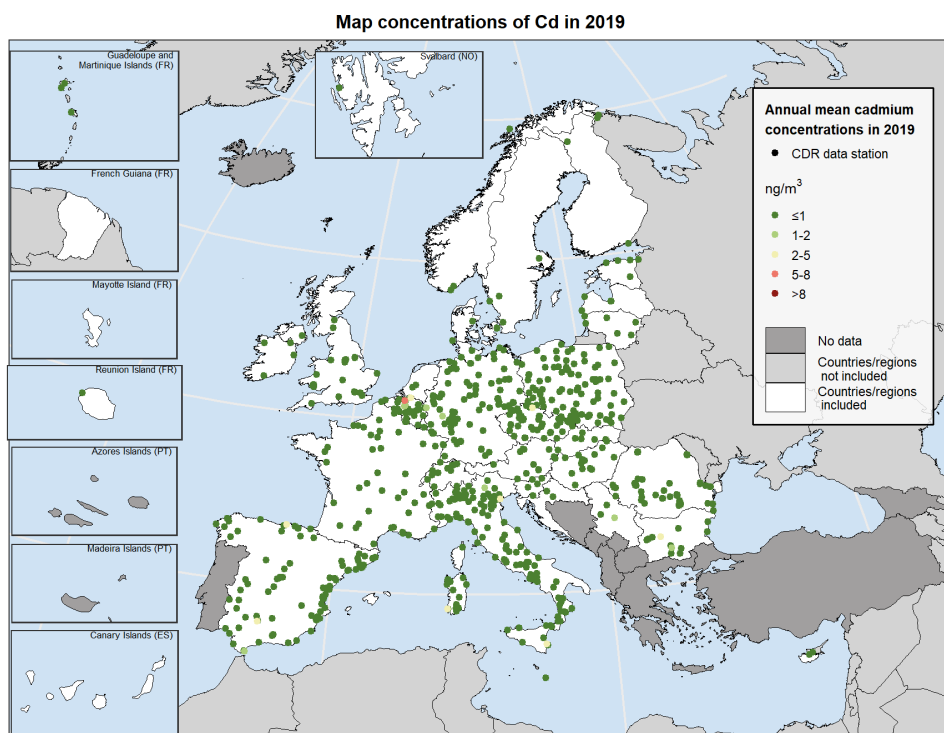 Map concentrations of Cd in 2019
Guadeloupe and
Martinique Islands (FR)
Svalbard (NO)
French Guiana (FR)
Mayotte Island (FR)
Reunion Island (FR)
Azores Islands (PT)
Madeira Islands (PT)
Canary Islands (ES)
Annual mean cadmium
concentrations in 2019
CDR data station
ng/m³
≤1
1-2
2-5
5-8
>8
No data
Countries/regions
not included
Countries/regions
included